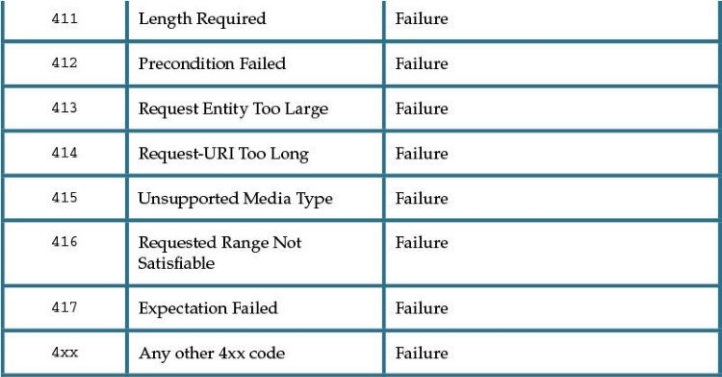 411 Length Required Failure
412 Precondition Failed Failure
413 Request Entity Too Large Failure
414 Request-URI Too Long Failure
415 Unsupported Media Type Failure
416 Requested Range Not Failure
Satisfiable
417 Expectation Failed Failure
4xx Any other 4xx code Failure